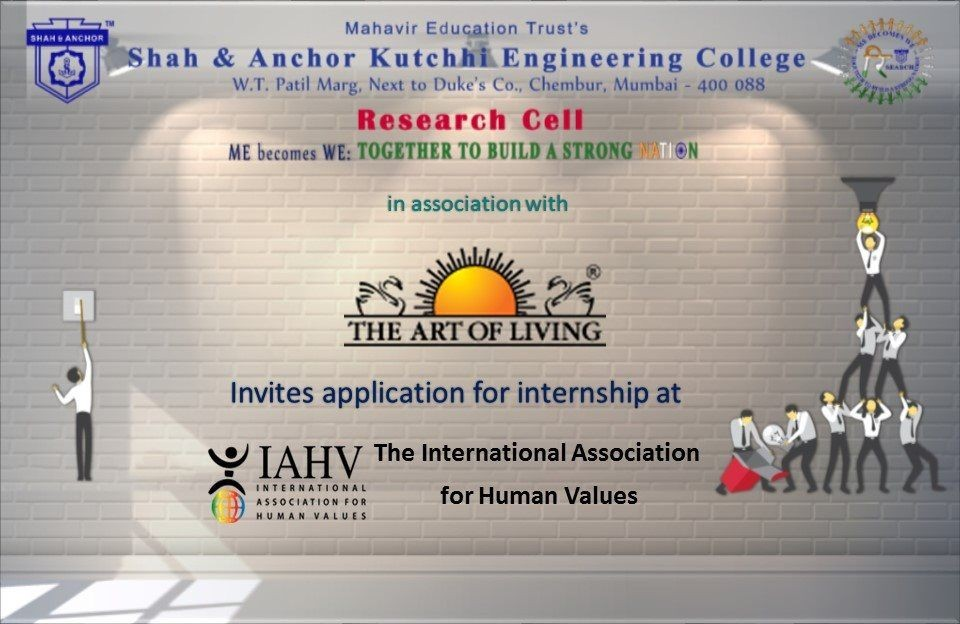 SHAH & ANCHOR
TM
Mahavir Education Trust's
Shah & Anchor Kutchhi Engineering College
W.T. Patil Marg, Next to Duke's Co., Chembur, Mumbai - 400 088
Research Cell
ME becomes WE: TOGETHER TO BUILD A STRONG NATION
in association with
®
THE ART OF LIVING
Invites application for internship at
IAHV
INTERNATIONAL
ASSOCIATION FOR
HUMAN VALUES
The International Association
for Human Values